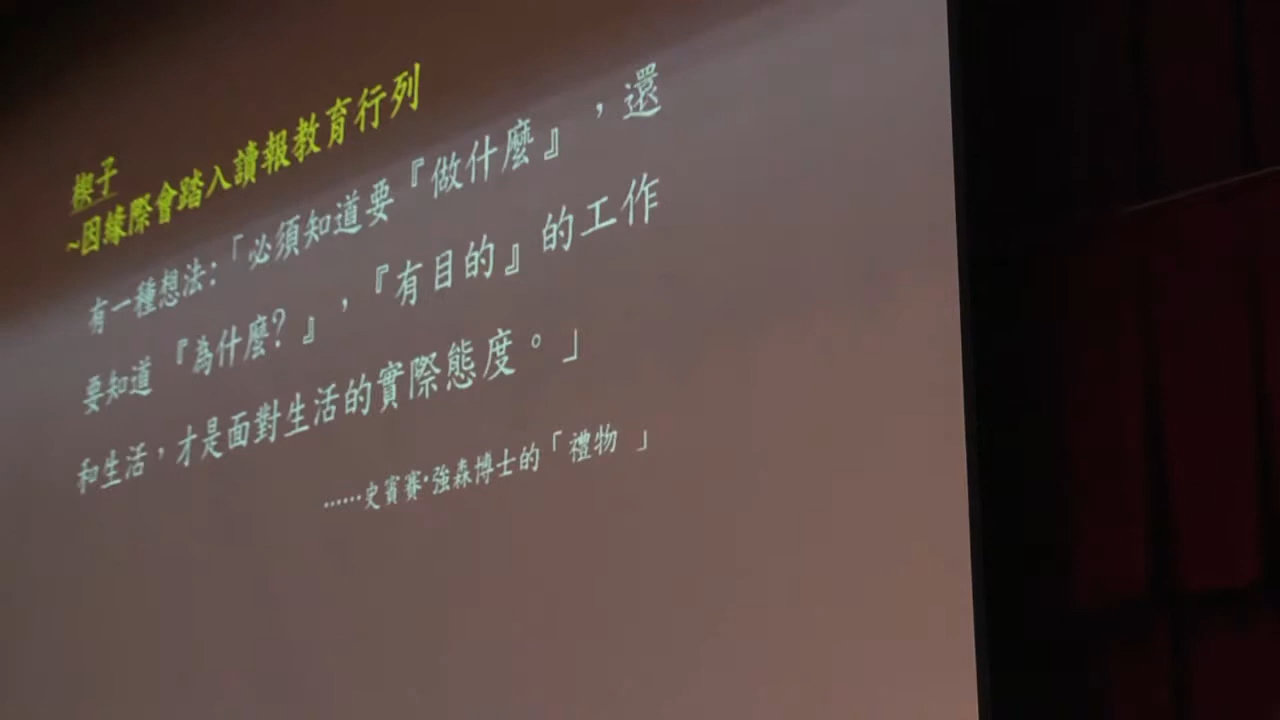 楔子
~因緣際會踏入讀報教育行列
有一種想法:「必須知道要『做什麼』，還
要知道『為什麼?』，『有目的』的工作
和生活，才是面對生活的實際態度。」
……史賓賽•強森博士的「禮物 」